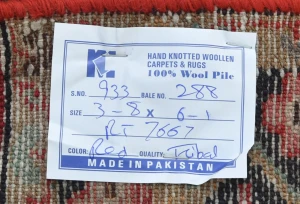 HAND KNOTTED WOOLLEN
CARPETS & RUGS
100% Wool Pile
S.NO. 933 BALE NO. 288
SIZE 3-8 x 6-1
RT 7667
COLOR: Red QUALITY: Tribal
MADE IN PAKISTAN